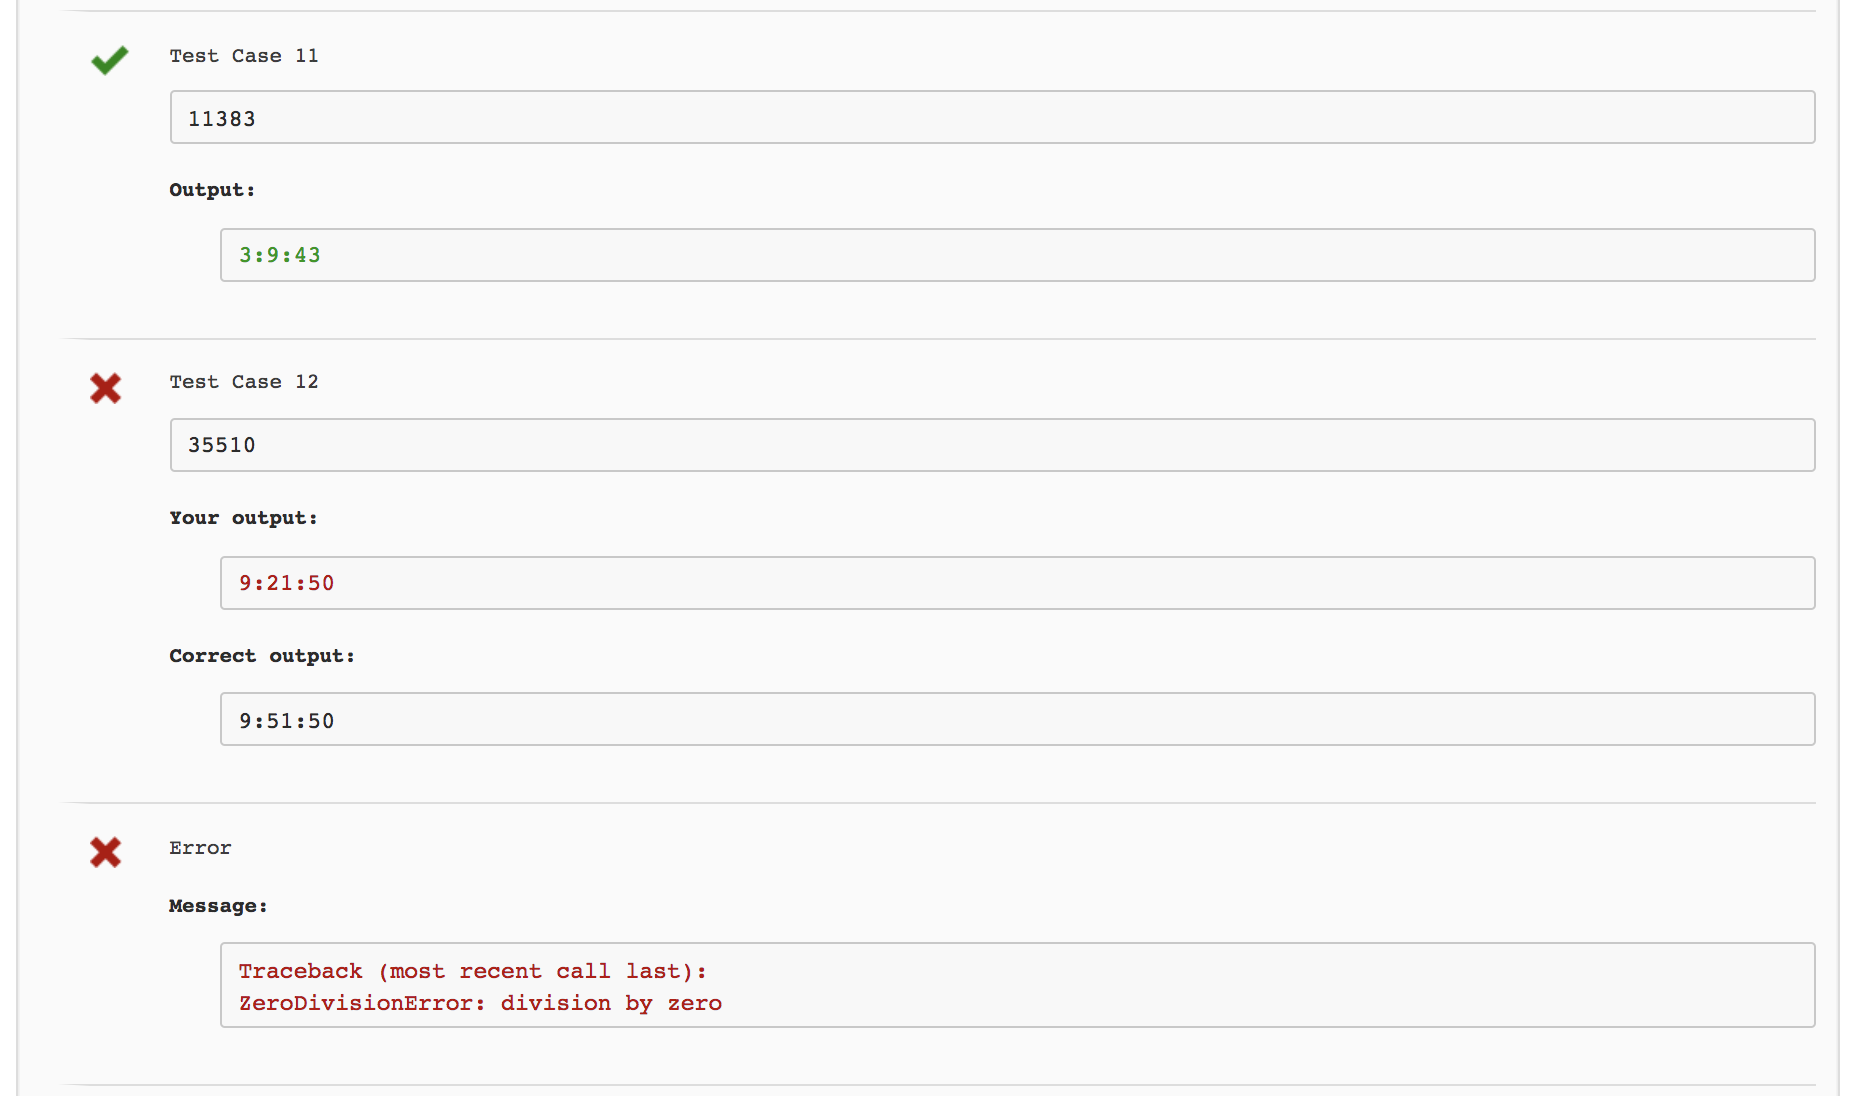 Test Case 11
11383
Output:
3:9:43
Test Case 12
35510
Your output:
9:21:50
Correct output:
9:51:50
Error
Message:
Traceback (most recent call last):
ZeroDivisionError: division by zero